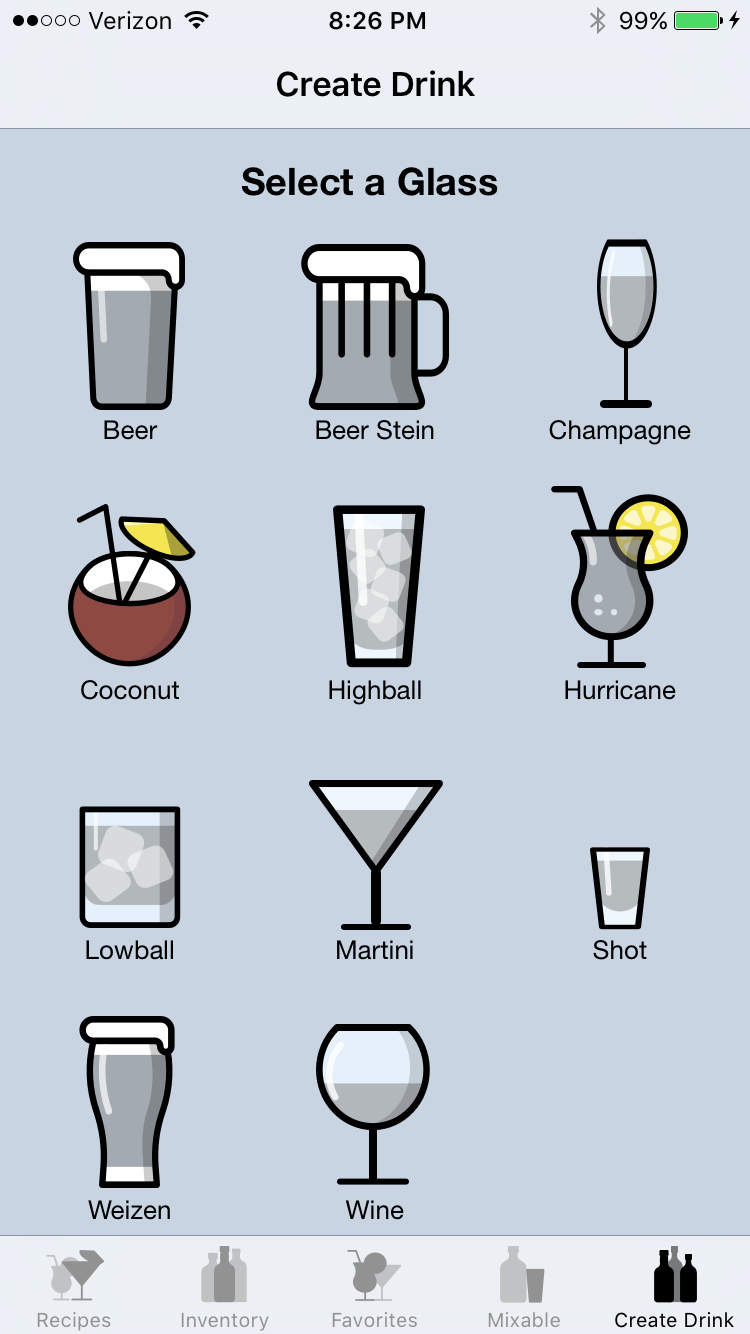 Verizon 8:26 PM 99%
Create Drink
Select a Glass
Beer Beer Stein Champagne
Coconut Highball Hurricane
Lowball Martini Shot
Weizen Wine
Recipes Inventory Favorites Mixable Create Drink